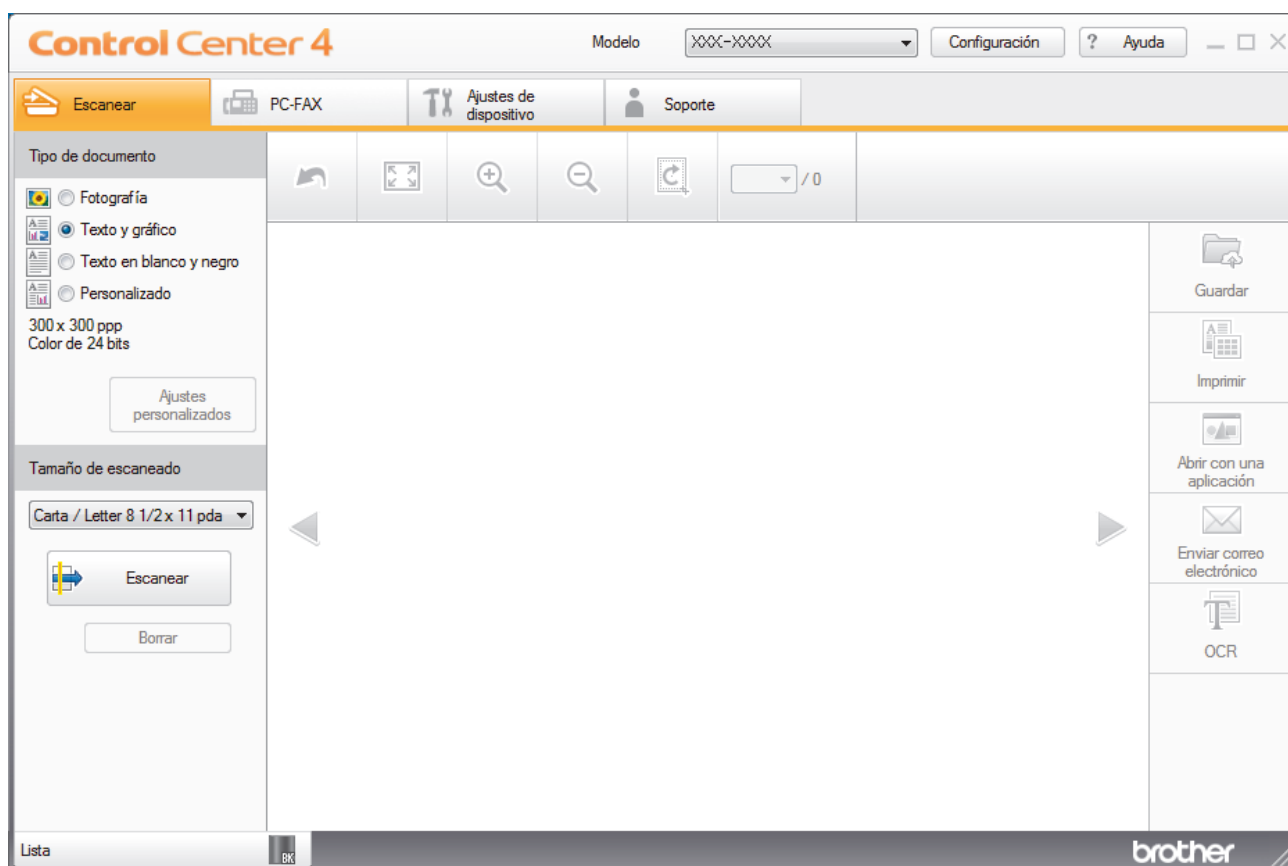 Control Center 4
Modelo
XXX-XXXX
Configuración
? Ayuda
Escanear
PC-FAX
Ajustes de
dispositivo
Soporte
Tipo de documento
Fotografía
Texto y gráfico
Texto en blanco y negro
Personalizado
300 x 300 ppp
Color de 24 bits
Ajustes
personalizados
Tamaño de escaneado
Carta / Letter 8 1/2 x 11 pda
Escanear
Borrar
/ 0
Guardar
Imprimir
Abrir con una
aplicación
Enviar correo
electrónico
OCR
Lista
BK
brother